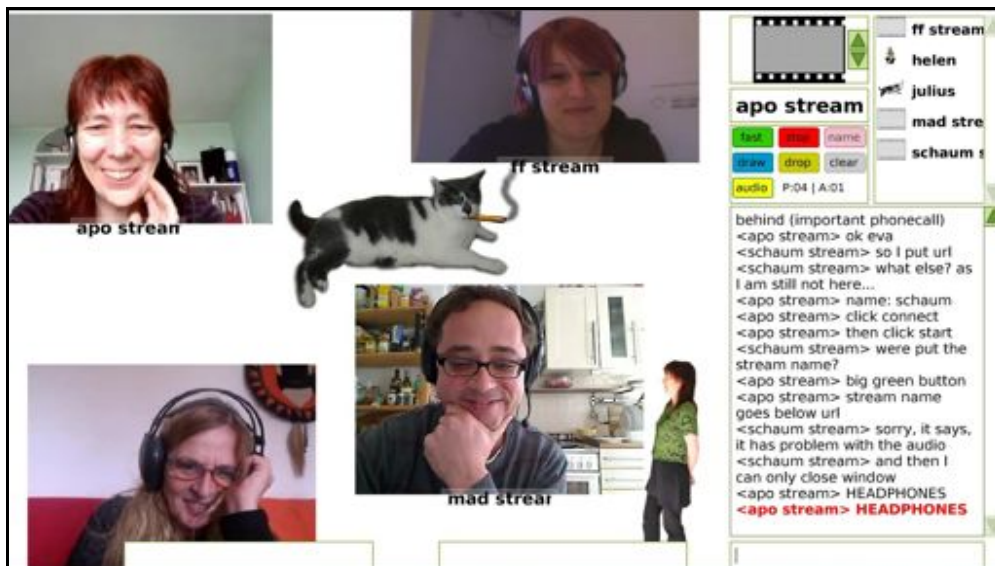 apo strean
ff stream
mad strear
apo stream
fast
stop
name
draw
drop
clear
audio
P:04 | A:01
ff stream
helen
julius
mad stre
schaum s
behind (important phonecall)
<apo stream> ok eva
<schaum stream> so I put url
<schaum stream> what else? as
I am still not here...
<apo stream> name: schaum
<apo stream> click connect
<apo stream> then click start
<schaum stream> were put the
stream name?
<apo stream> big green button
<apo stream> stream name
goes below url
<schaum stream> sorry, it says,
it has problem with the audio
<schaum stream> and then I
can only close window
<apo stream> HEADPHONES
<apo stream> HEADPHONES